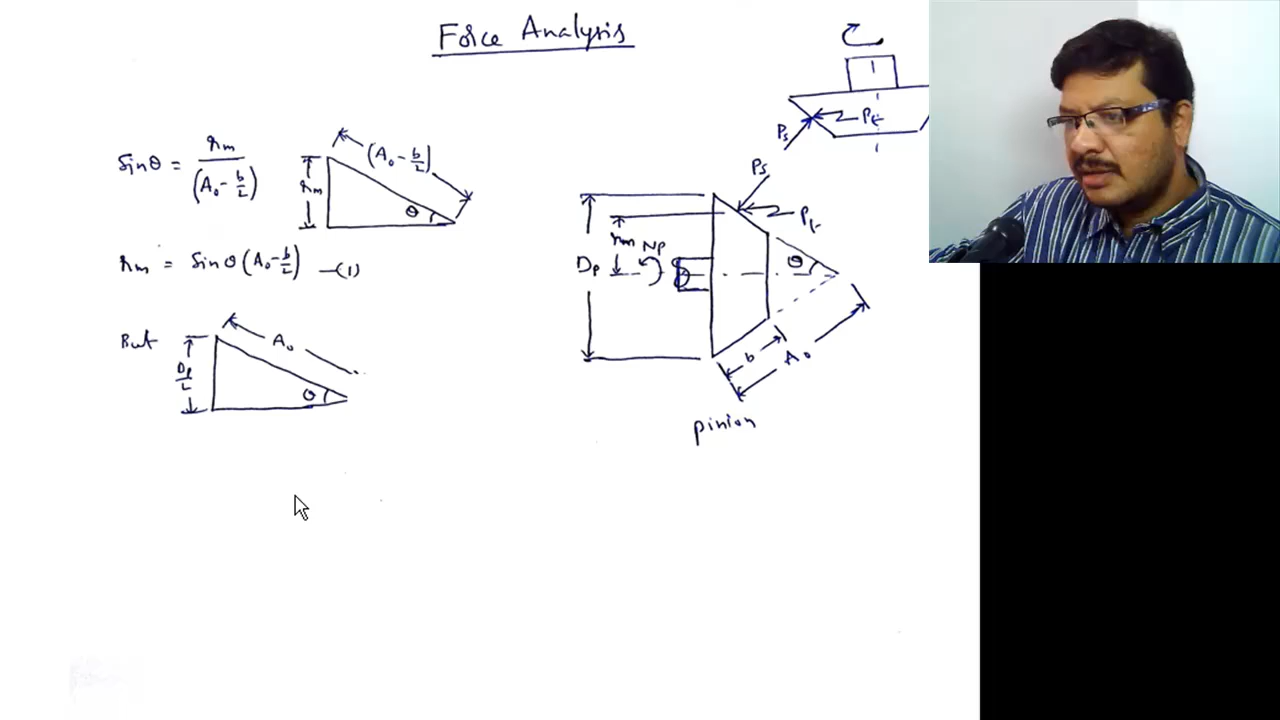 Force Analysis
Sinθ = rm / (A₀ - b/2)
(A₀ - b/2)
rm
θ
rm = Sinθ (A₀ - b/2) —(1)
But
A₀
Dp/2
θ
Ps
Pt
Ps
Pt
rm
Np
Dp
θ
b
A₀
pinion